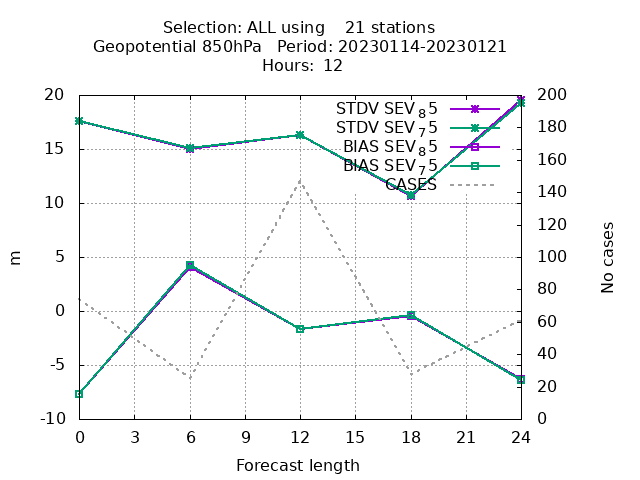 Selection: ALL using 21 stations
Geopotential 850hPa Period: 20230114-20230121
Hours: 12
20
15
10
5
0
-5
-10
m
STDV SEV₈5
STDV SEV₇5
BIAS SEV₈5
BIAS SEV₇5
CASES
200
180
160
140
120
100
80
60
40
20
0
No cases
0 3 6 9 12 15 18 21 24
Forecast length